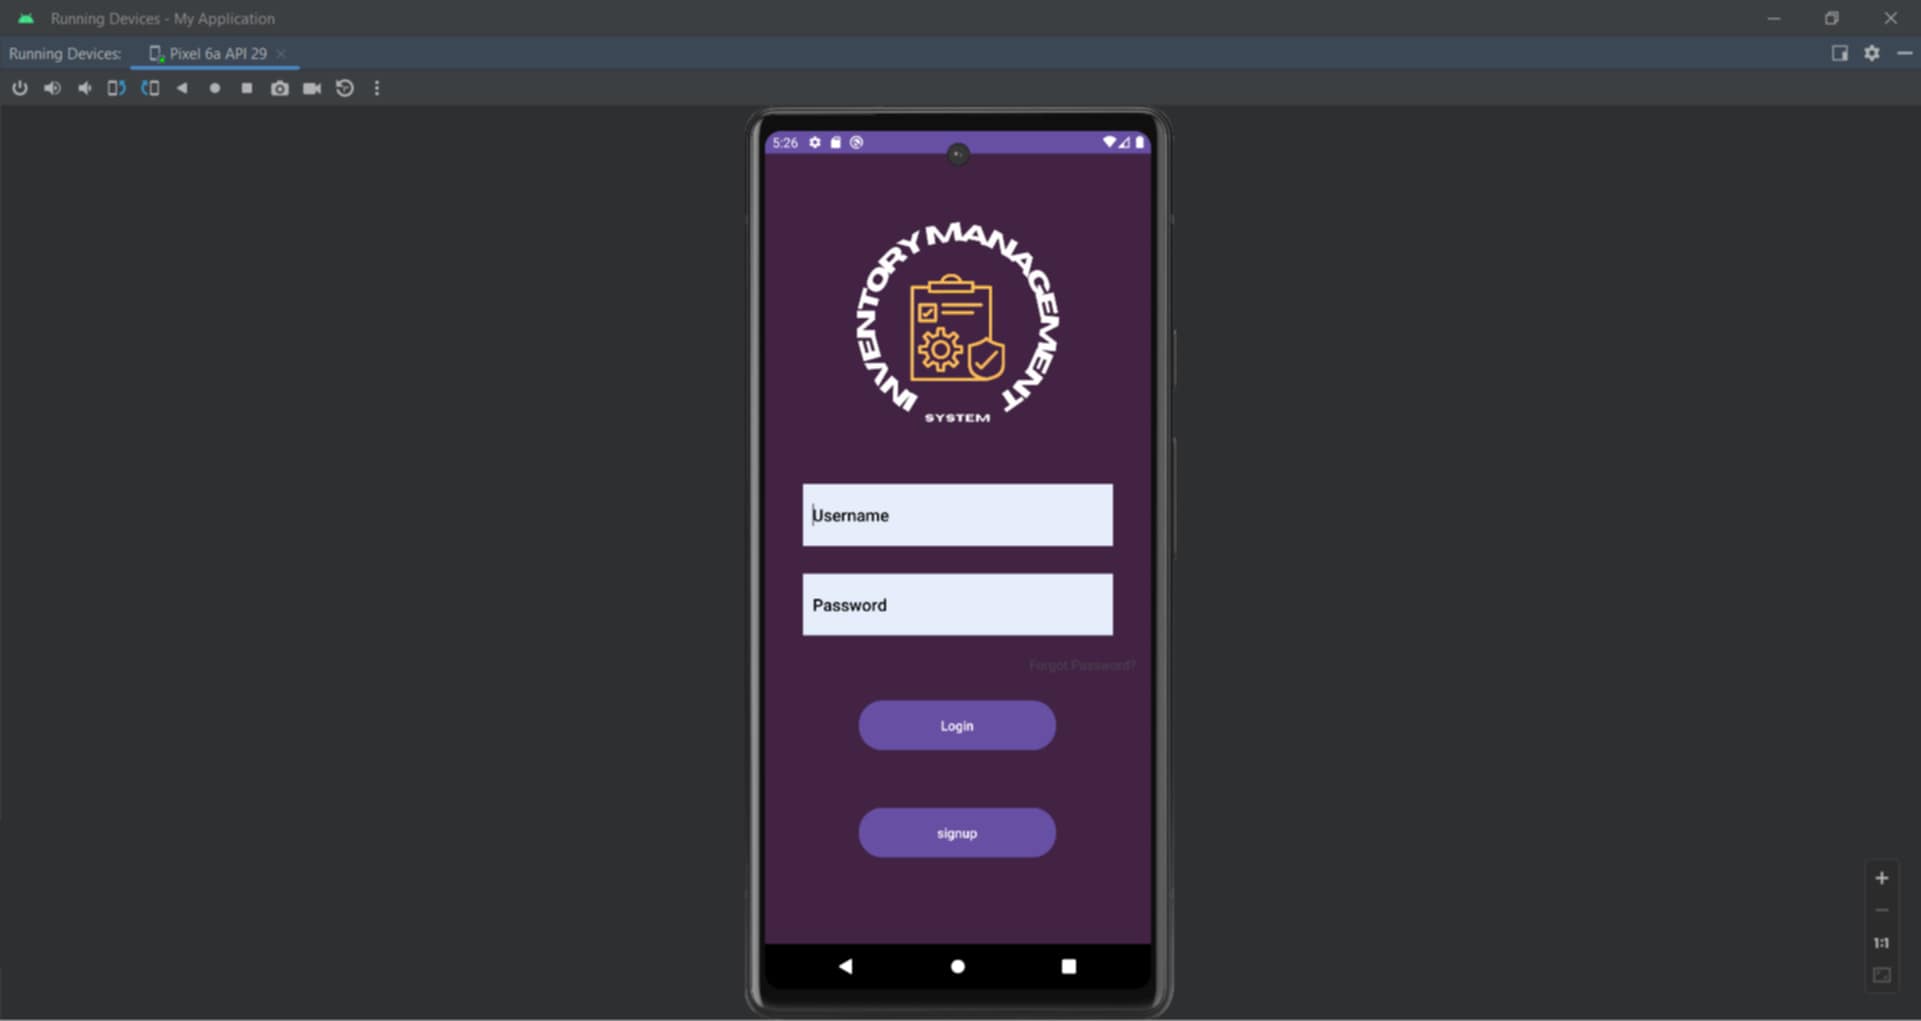 Running Devices - My Application
Running Devices: Pixel 6a API 29
5:26
INVENTORY MANAGEMENT
SYSTEM
Username
Password
Forgot Password?
Login
signup
1:1